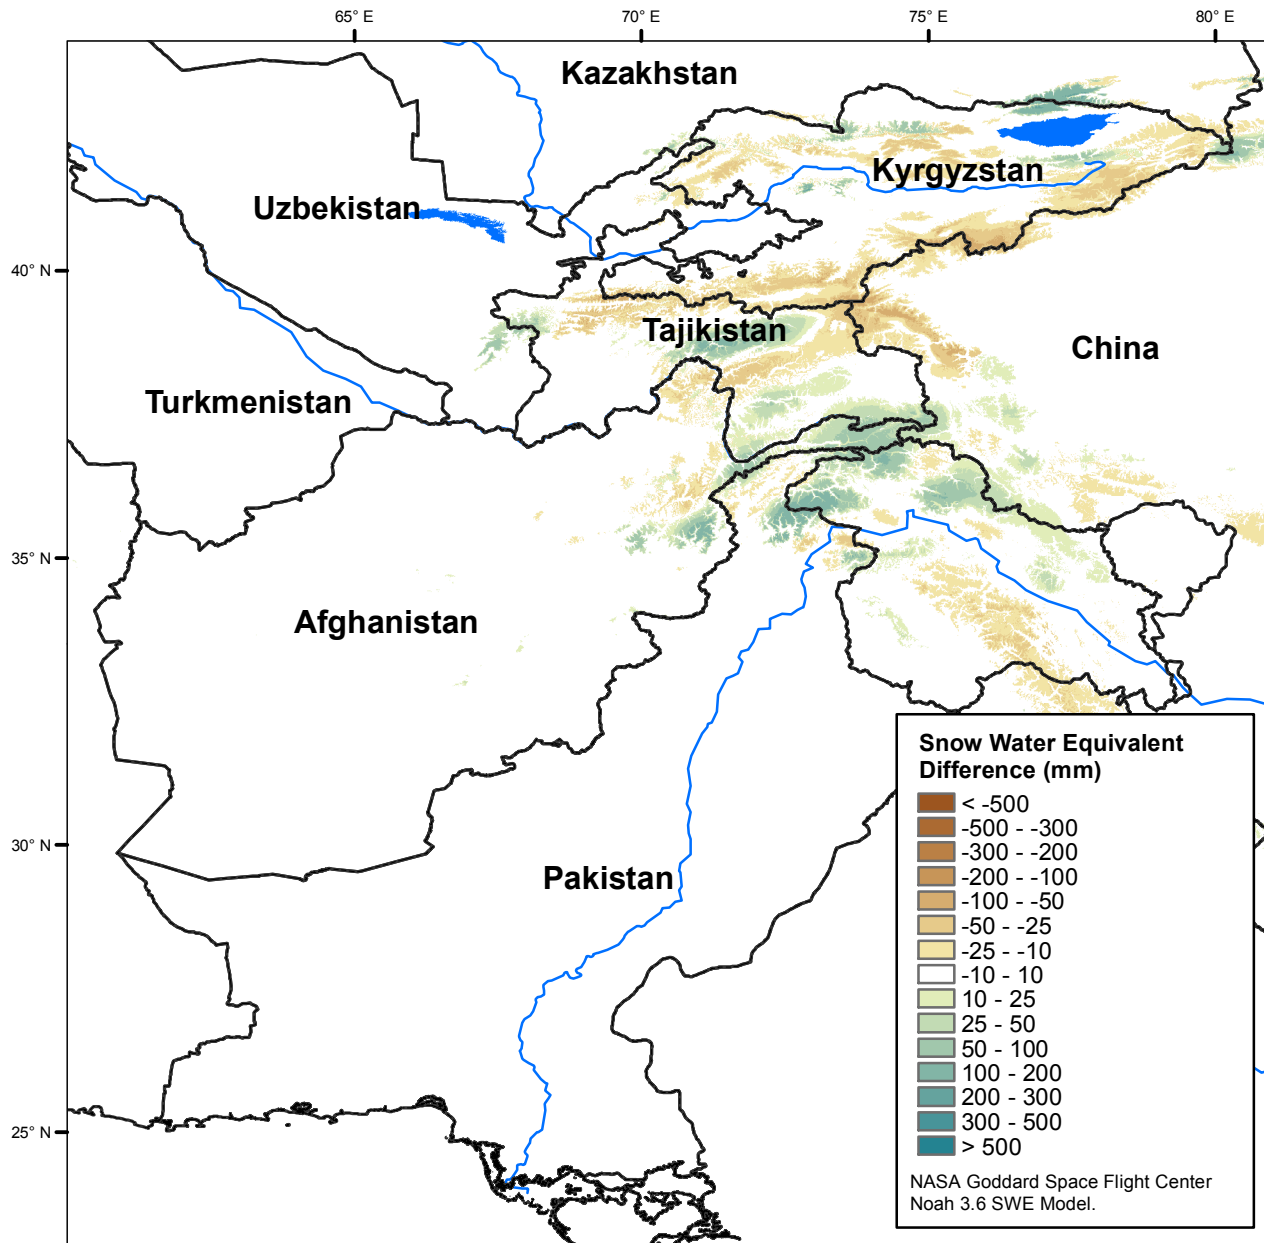 65° E
70° E
75° E
80° E
Kazakhstan
Kyrgyzstan
Uzbekistan
40° N
Tajikistan
China
Turkmenistan
35° N
Afghanistan
30° N
Pakistan
25° N
Snow Water Equivalent
Difference (mm)
< -500
-500 - -300
-300 - -200
-200 - -100
-100 - -50
-50 - -25
-25 - -10
-10 - 10
10 - 25
25 - 50
50 - 100
100 - 200
200 - 300
300 - 500
> 500
NASA Goddard Space Flight Center
Noah 3.6 SWE Model.